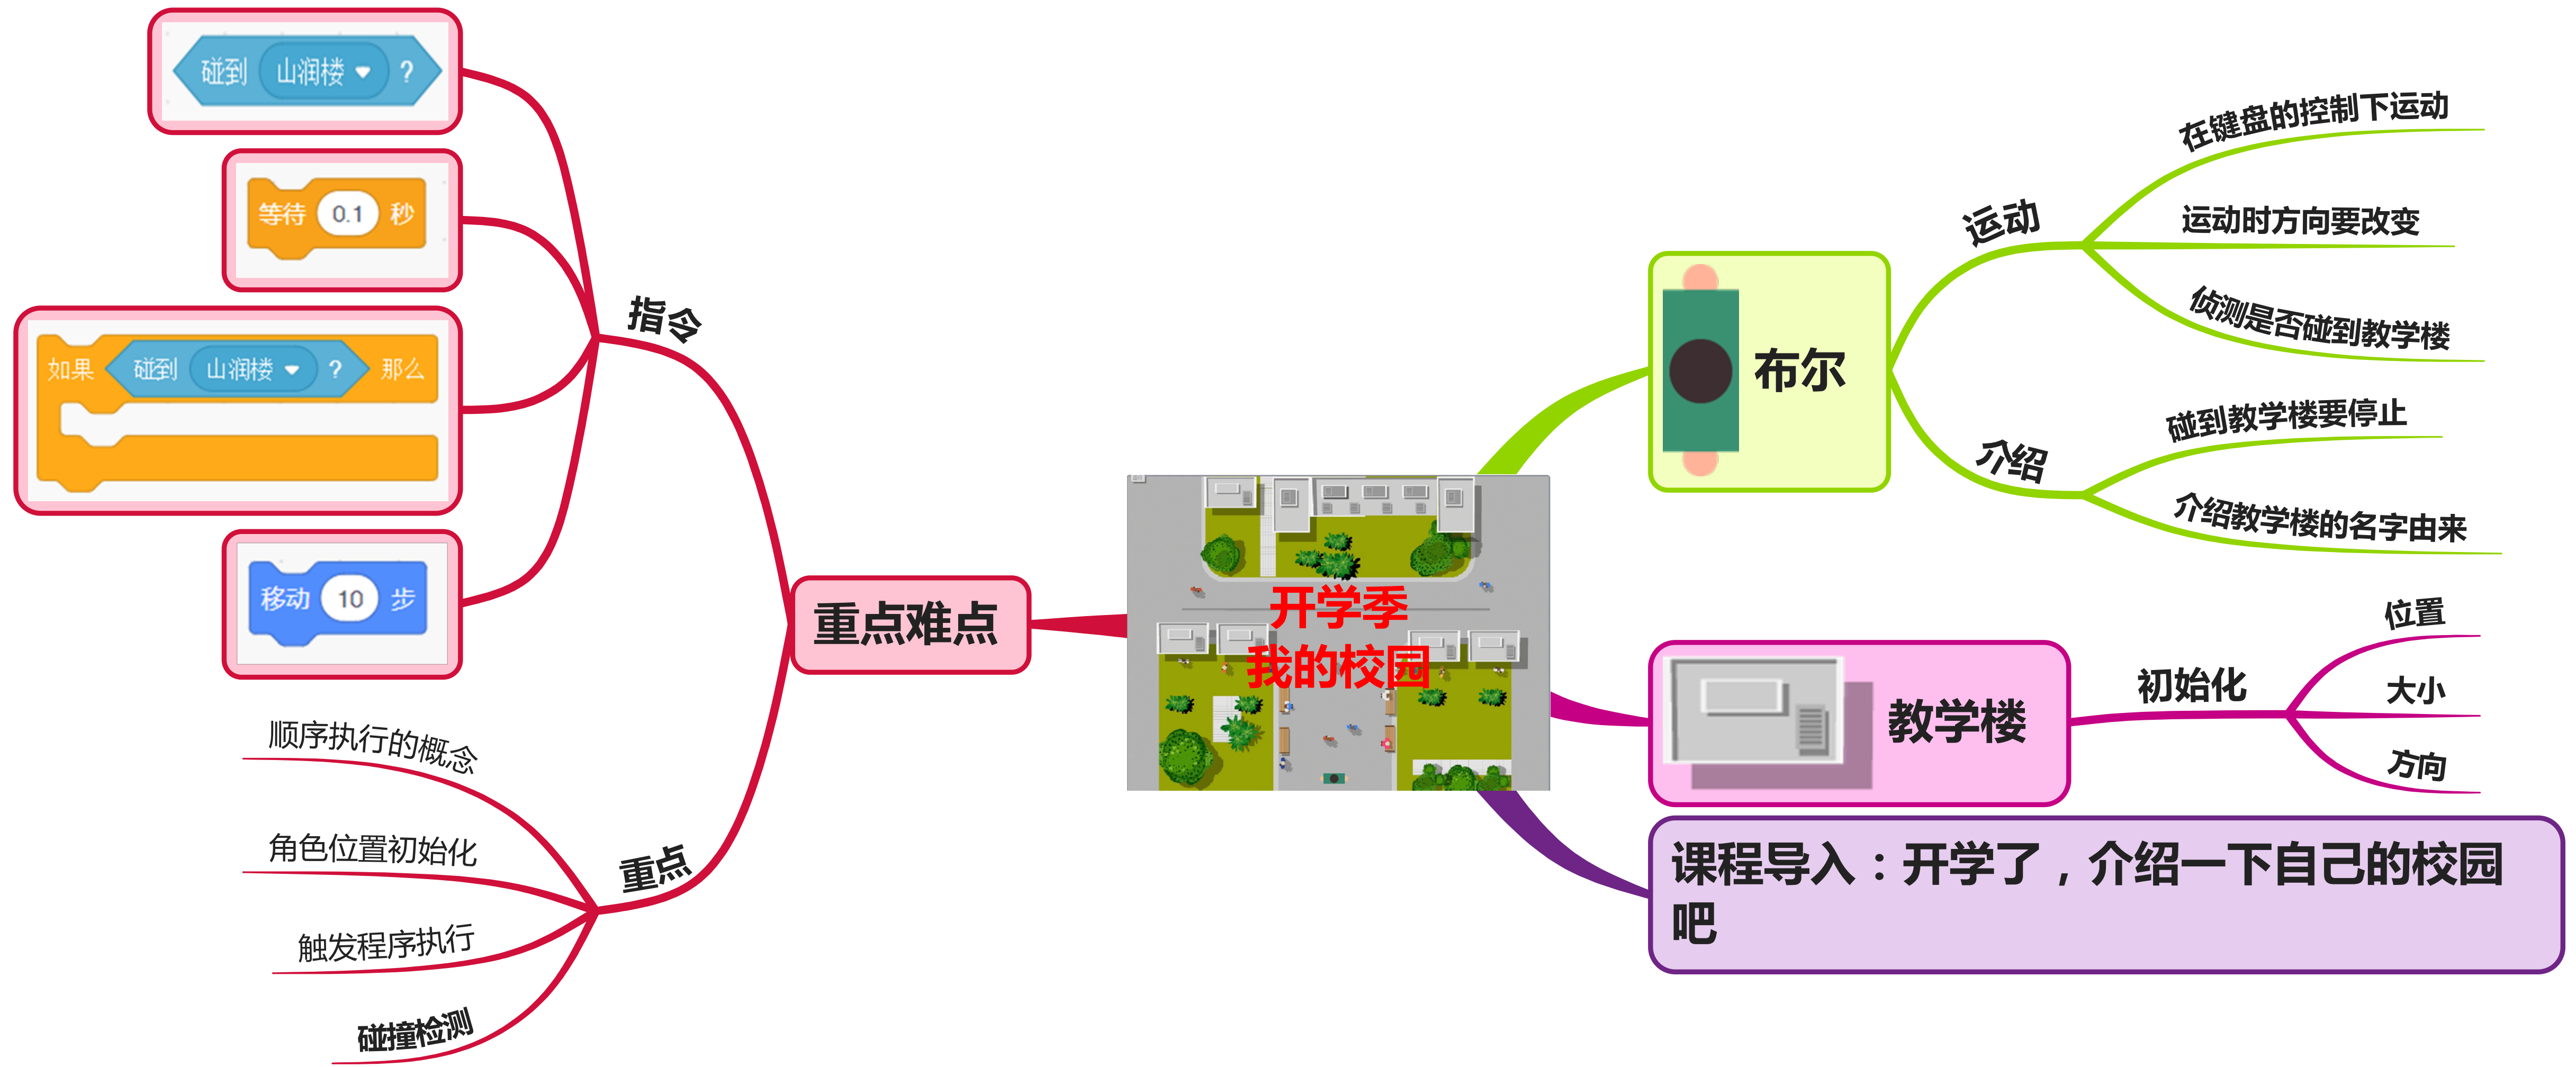 碰到 山润楼 ?
等待 0.1 秒
如果 碰到 山润楼 ? 那么
移动 10 步
指令
顺序执行的概念
角色位置初始化
触发程序执行
碰撞检测
重点
重点难点
开学季
我的校园
布尔
运动
在键盘的控制下运动
运动时方向要改变
侦测是否碰到教学楼
介绍
碰到教学楼要停止
介绍教学楼的名字由来
教学楼
初始化
位置
大小
方向
课程导入：开学了，介绍一下自己的校园
吧